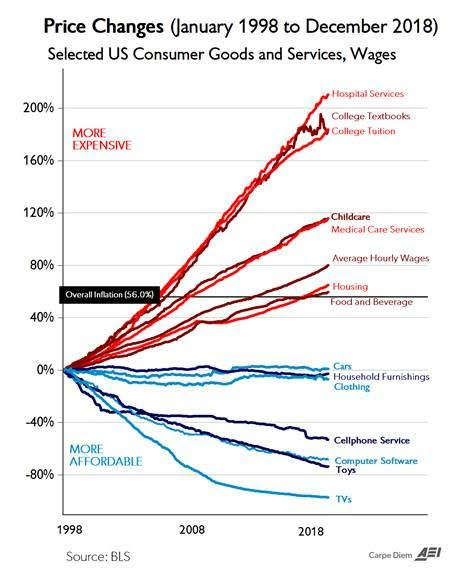 Price Changes (January 1998 to December 2018)
Selected US Consumer Goods and Services, Wages
200%
160%
120%
80%
40%
0%
-40%
-80%
MORE
EXPENSIVE
Overall Inflation (56.0%)
MORE
AFFORDABLE
Hospital Services
College Textbooks
College Tuition
Childcare
Medical Care Services
Average Hourly Wages
Housing
Food and Beverage
Cars
Household Furnishings
Clothing
Cellphone Service
Computer Software
Toys
TVs
1998
2008
2018
Source: BLS
Carpe Diem AEI